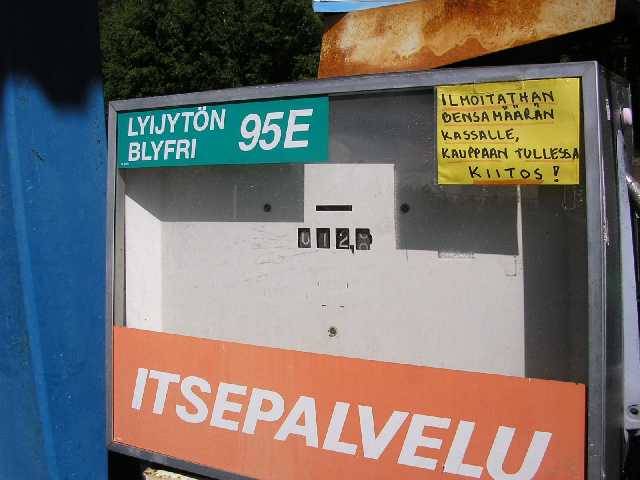 LYIJYTÖN
BLYFRI
95E
ILMOITATHAN
BENSAMÄÄRÄN
KASSALLE,
KAUPPAAN TULLESSA
KIITOS!
ITSEPALVELU